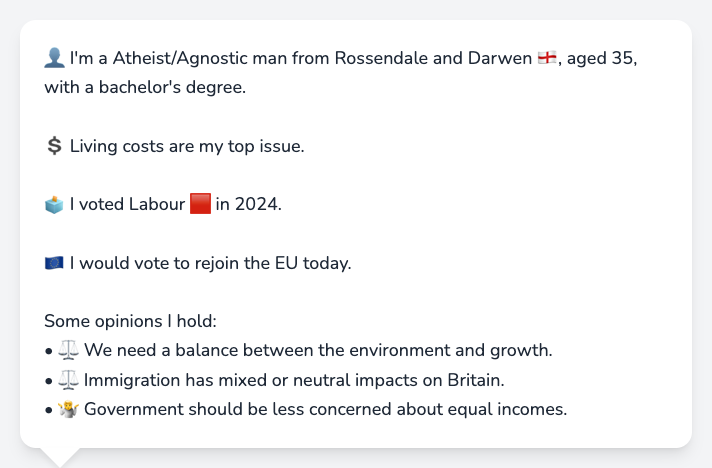 👤 I'm a Atheist/Agnostic man from Rossendale and Darwen 🏴󠁧󠁢󠁥󠁮󠁧󠁿, aged 35,
with a bachelor's degree.
💲 Living costs are my top issue.
🗳️ I voted Labour 🟥 in 2024.
🇪🇺 I would vote to rejoin the EU today.
Some opinions I hold:
• ⚖️ We need a balance between the environment and growth.
• ⚖️ Immigration has mixed or neutral impacts on Britain.
• 🤷 Government should be less concerned about equal incomes.